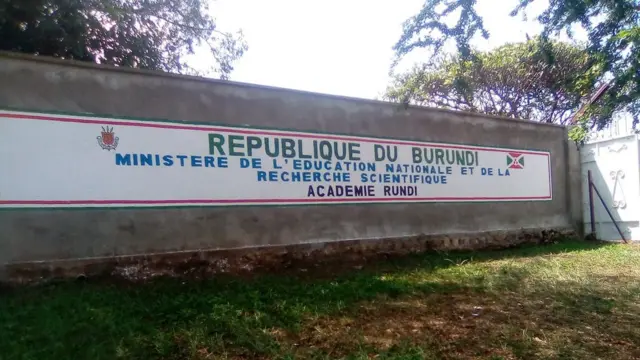 REPUBLIQUE DU BURUNDI
MINISTERE DE L'EDUCATION NATIONALE ET DE LA
RECHERCHE SCIENTIFIQUE
ACADEMIE RUNDI